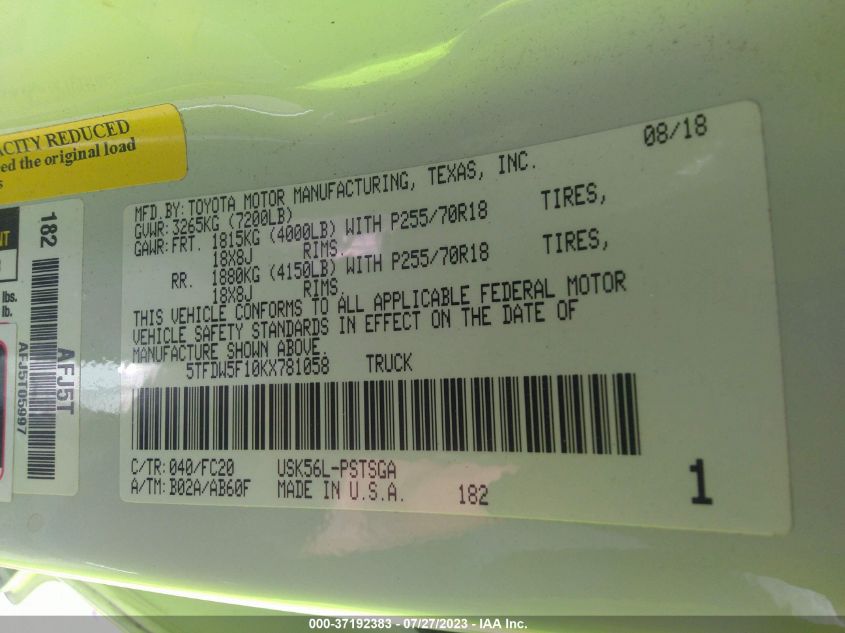 ACITY REDUCED
ed the original load
s
NT
lbs.
lb.
182
AFJ5T
AFJ5T05997
08/18
MFD.BY:TOYOTA MOTOR MANUFACTURING, TEXAS, INC.
GVWR:3265KG (7200LB)
GAWR:FRT. 1815KG (4000LB) WITH P255/70R18 TIRES,
18X8J RIMS.
RR. 1880KG (4150LB) WITH P255/70R18 TIRES,
18X8J RIMS.
THIS VEHICLE CONFORMS TO ALL APPLICABLE FEDERAL MOTOR
VEHICLE SAFETY STANDARDS IN EFFECT ON THE DATE OF
MANUFACTURE SHOWN ABOVE.
5TFDW5F10KX781058 TRUCK
C/TR:040/FC20 USK56L-PSTSGA
A/TM:B02A/AB60F MADE IN U.S.A. 182 1
000-37192383 - 07/27/2023 - IAA Inc.